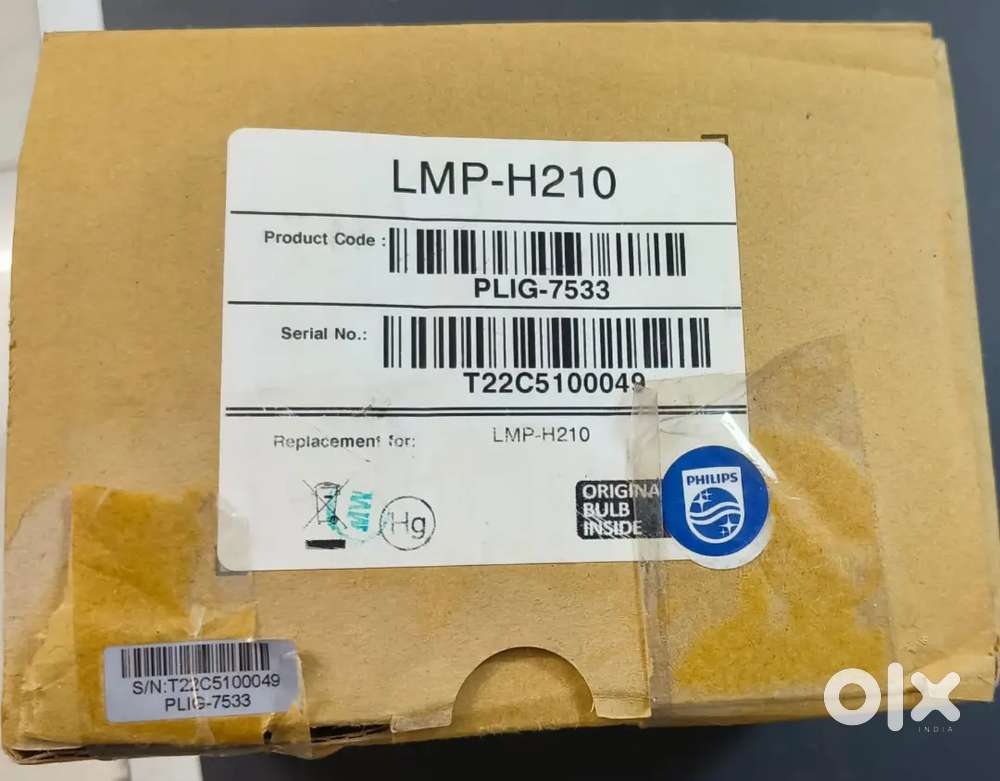 LMP-H210
Product Code :
PLIG-7533
Serial No.:
T22C5100049
Replacement for: LMP-H210
MW
Hg
ORIGINA
BULB
INSIDE
PHILIPS
S/N:T22C5100049
PLIG-7533
olx
INDIA